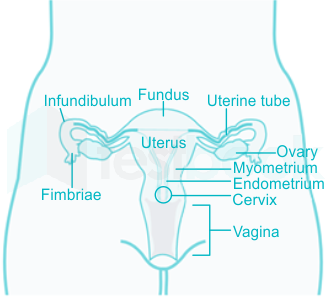 Fundus
Infundibulum
Uterine tube
Uterus
Ovary
Myometrium
Endometrium
Fimbriae
Cervix
Vagina